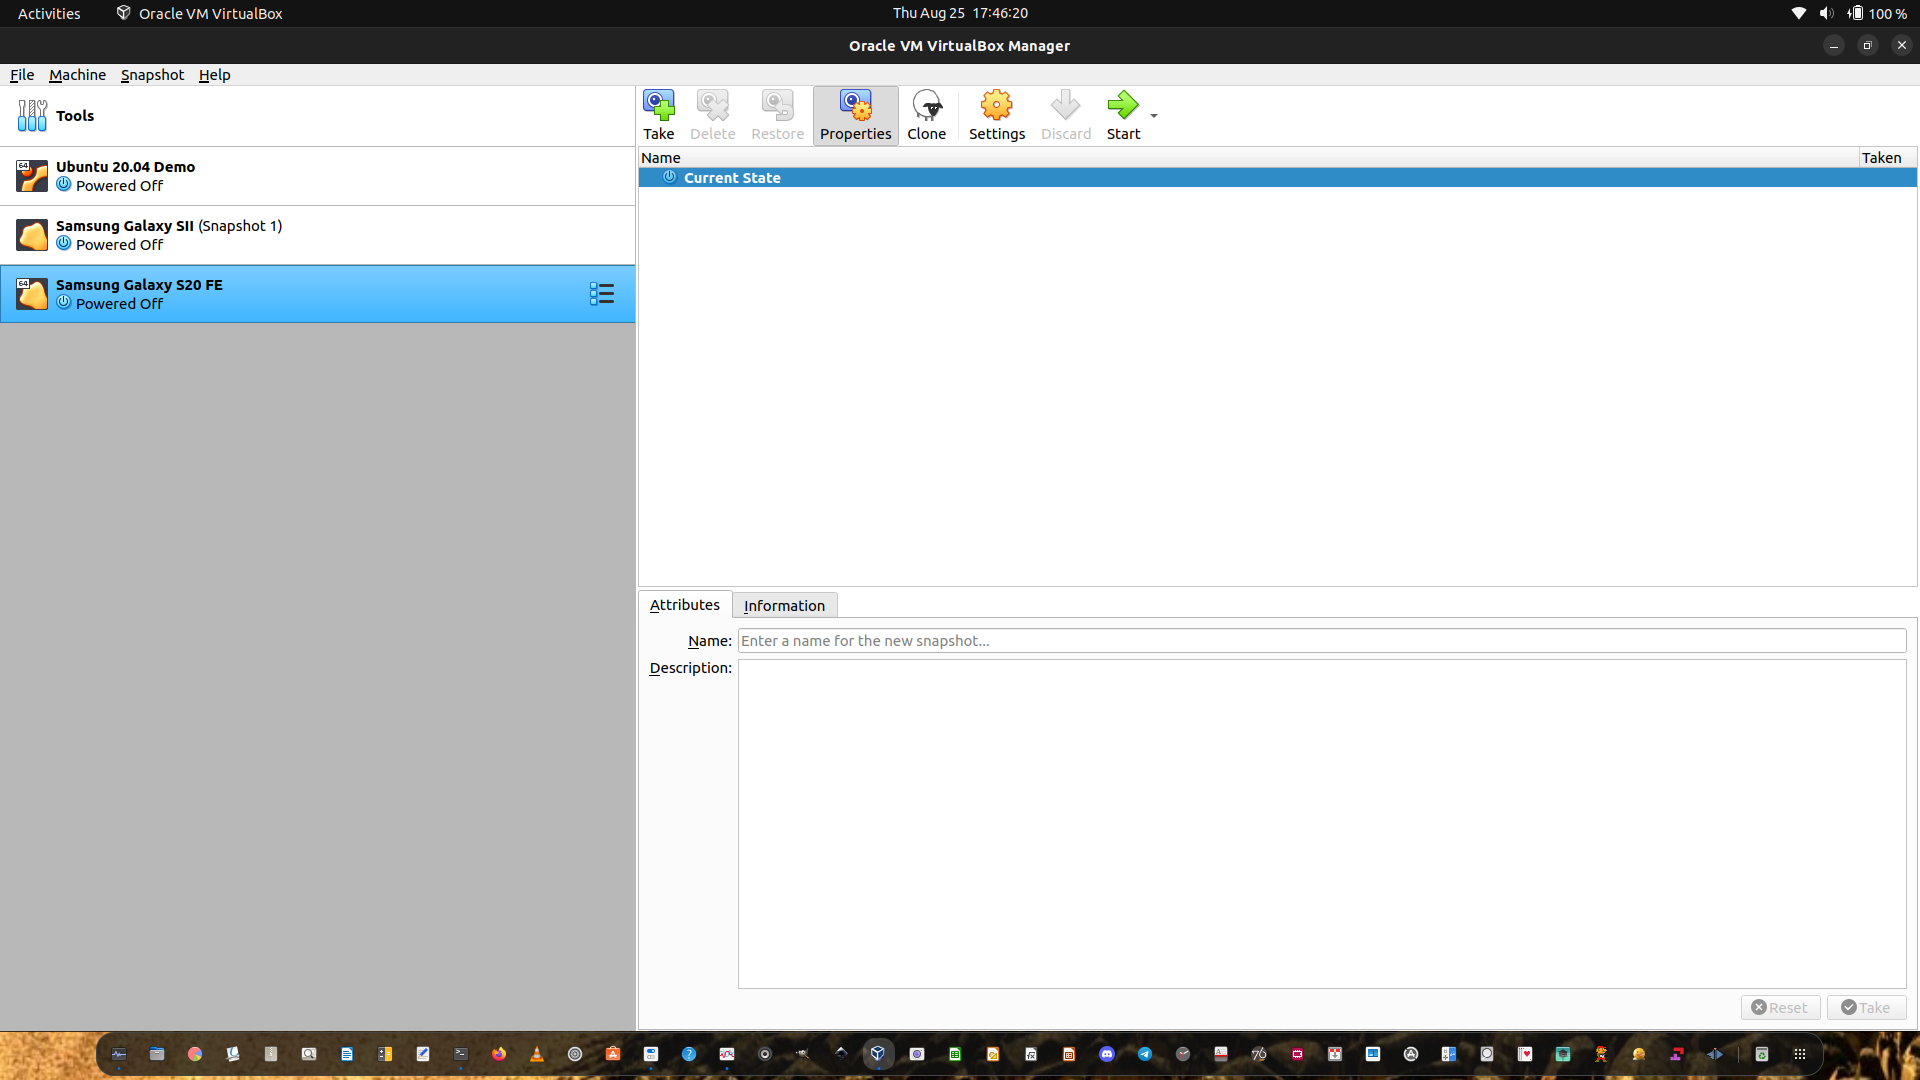 Activities Oracle VM VirtualBox Thu Aug 25 17:46:20 100 %
Oracle VM VirtualBox Manager
File Machine Snapshot Help
Tools
Ubuntu 20.04 Demo
Powered Off
Samsung Galaxy SII (Snapshot 1)
Powered Off
Samsung Galaxy S20 FE
Powered Off
Take Delete Restore Properties Clone Settings Discard Start
Name Taken
Current State
Attributes Information
Name: Enter a name for the new snapshot...
Description:
Reset Take